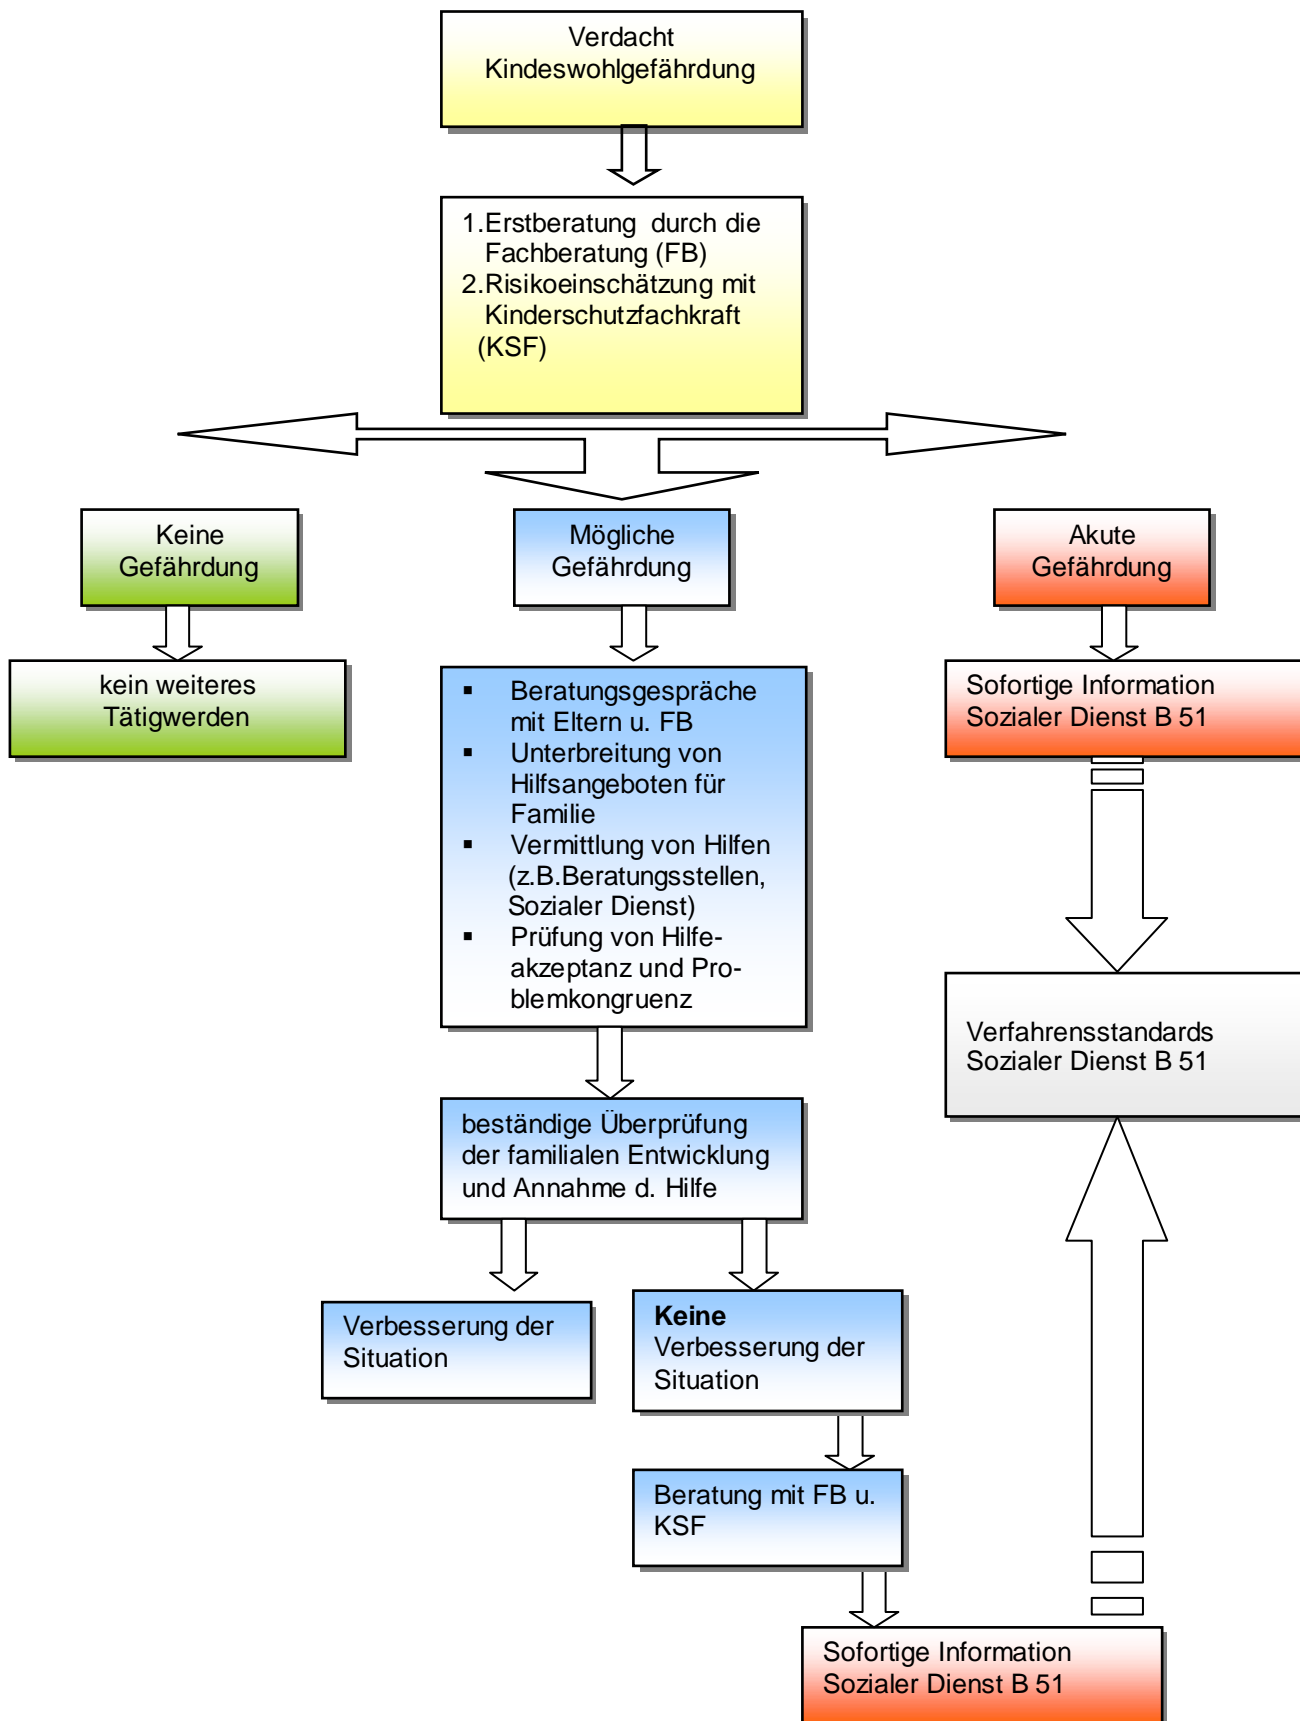 Verdacht
Kindeswohlgefährdung
1.Erstberatung durch die
Fachberatung (FB)
2.Risikoeinschätzung mit
Kinderschutzfachkraft
(KSF)
Keine
Gefährdung
Mögliche
Gefährdung
Akute
Gefährdung
kein weiteres
Tätigwerden
▪ Beratungsgespräche
mit Eltern u. FB
▪ Unterbreitung von
Hilfsangeboten für
Familie
▪ Vermittlung von Hilfen
(z.B.Beratungsstellen,
Sozialer Dienst)
▪ Prüfung von Hilfe-
akzeptanz und Pro-
blemkongruenz
Sofortige Information
Sozialer Dienst B 51
Verfahrensstandards
Sozialer Dienst B 51
beständige Überprüfung
der familialen Entwicklung
und Annahme d. Hilfe
Verbesserung der
Situation
Keine
Verbesserung der
Situation
Beratung mit FB u.
KSF
Sofortige Information
Sozialer Dienst B 51